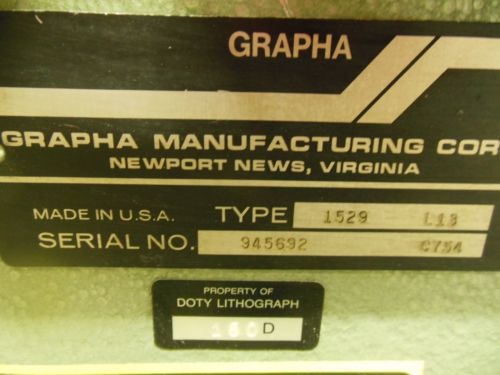 GRAPHA
GRAPHA MANUFACTURING COR
NEWPORT NEWS, VIRGINIA
MADE IN U.S.A. TYPE 1529 L13
SERIAL NO. 945692 C754
PROPERTY OF
DOTY LITHOGRAPH
160D